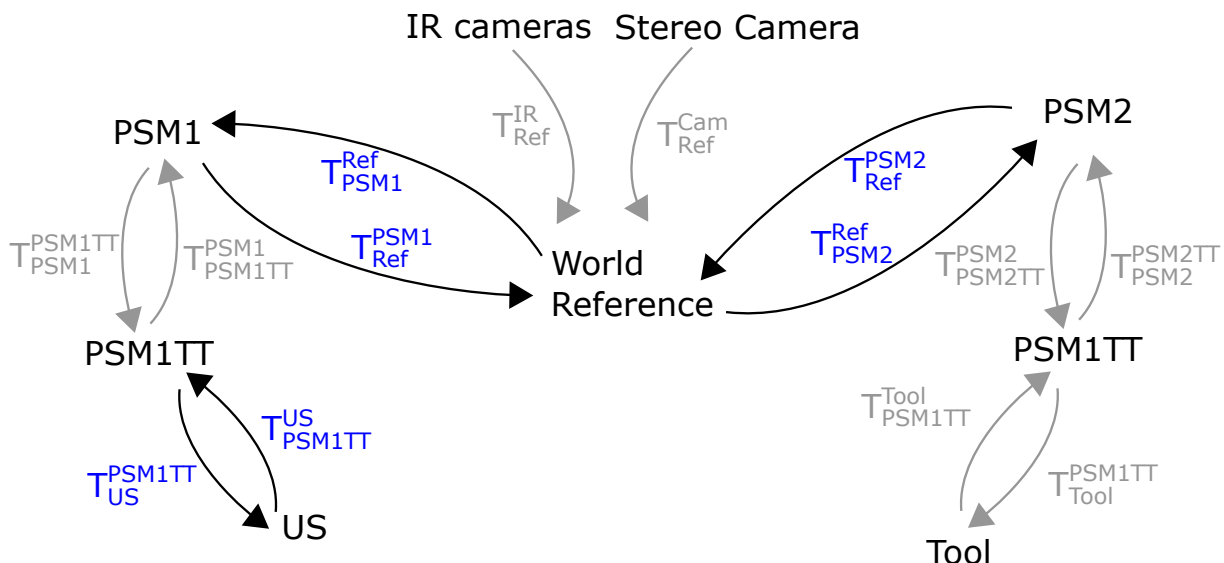 IR cameras Stereo Camera
PSM1
PSM2
T^IR_Ref
T^Cam_Ref
T^Ref_PSM1
T^PSM2_Ref
T^PSM1TT_PSM1
T^PSM1_PSM1TT
T^PSM1_Ref
World
Reference
T^Ref_PSM2
T^PSM2_PSM2TT
T^PSM2TT_PSM2
PSM1TT
PSM1TT
T^US_PSM1TT
T^PSM1TT_US
T^Tool_PSM1TT
T^PSM1TT_Tool
US
Tool